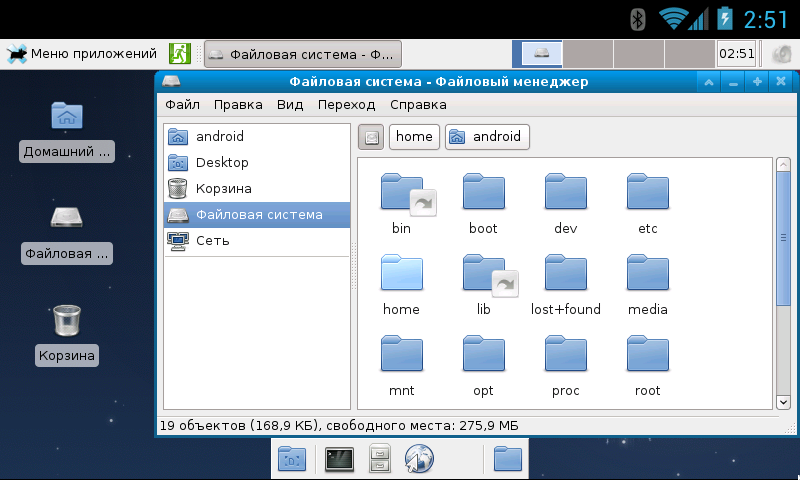 2:51
Меню приложений
Файловая система - Ф...
02:51
Файловая система - Файловый менеджер
Файл Правка Вид Переход Справка
Домашний ...
Файловая ...
Корзина
android
Desktop
Корзина
Файловая система
Сеть
home android
bin boot dev etc
home lib lost+found media
mnt opt proc root
19 объектов (168,9 КБ), свободного места: 275,9 МБ